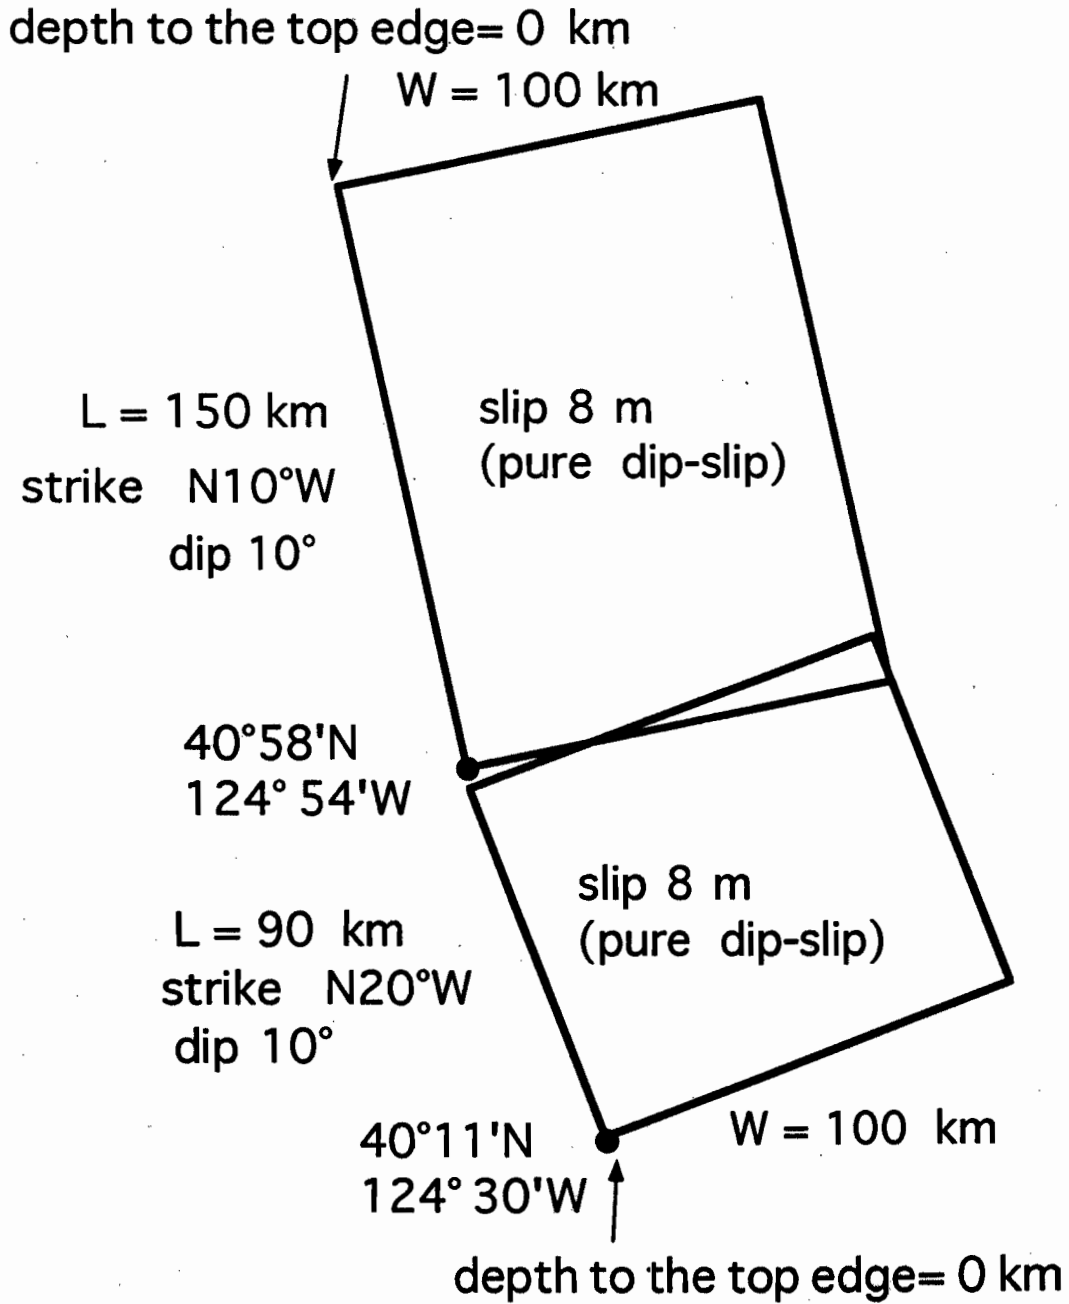 depth to the top edge= 0 km
W = 100 km
L = 150 km
strike N10°W
dip 10°
slip 8 m
(pure dip-slip)
40°58'N
124° 54'W
slip 8 m
(pure dip-slip)
L = 90 km
strike N20°W
dip 10°
40°11'N
124° 30'W
W = 100 km
depth to the top edge= 0 km